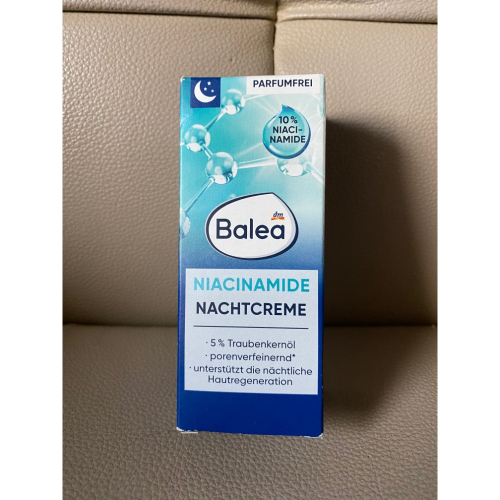 PARFUMFREI
10 %
NIACI-
NAMIDE
dm
Balea
NIACINAMIDE
NACHTCREME
· 5 % Traubenkernöl
· porenverfeinernd*
· unterstützt die nächtliche
Hautregeneration